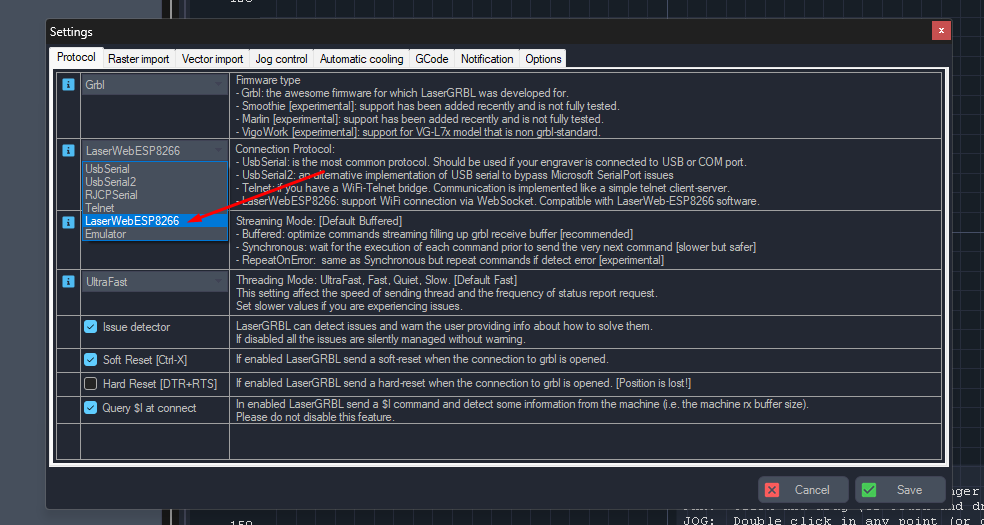 Settings
x
Protocol Raster import Vector import Jog control Automatic cooling GCode Notification Options
Grbl
Firmware type
- Grbl: the awesome firmware for which LaserGRBL was developed for.
- Smoothie [experimental]: support has been added recently and is not fully tested.
- Marlin [experimental]: support has been added recently and is not fully tested.
- VigoWork [experimental]: support for VG-L7x model that is non grbl-standard.
LaserWebESP8266
UsbSerial
UsbSerial2
RJCPSerial
Telnet
LaserWebESP8266
Emulator
Connection Protocol:
- UsbSerial: is the most common protocol. Should be used if your engraver is connected to USB or COM port.
- UsbSerial2: an alternative implementation of USB serial to bypass Microsoft SerialPort issues
- Telnet: if you have a WiFi-Telnet bridge. Communication is implemented like a simple telnet client-server.
- LaserWebESP8266: support WiFi connection via WebSocket. Compatible with LaserWeb-ESP8266 software.
Streaming Mode: [Default Buffered]
- Buffered: optimize commands streaming filling up grbl receive buffer [recommended]
- Synchronous: wait for the execution of each command prior to send the very next command [slower but safer]
- RepeatOnError: same as Synchronous but repeat commands if detect error [experimental]
UltraFast
Threading Mode: UltraFast, Fast, Quiet, Slow. [Default Fast]
This setting affect the speed of sending thread and the frequency of status report request.
Set slower values if you are experiencing issues.
Issue detector
LaserGRBL can detect issues and warn the user providing info about how to solve them.
If disabled all the issues are silently managed without warning.
Soft Reset [Ctrl-X]
If enabled LaserGRBL send a soft-reset when the connection to grbl is opened.
Hard Reset [DTR+RTS]
If enabled LaserGRBL send a hard-reset when the connection to grbl is opened. [Position is lost!]
Query $I at connect
In enabled LaserGRBL send a $I command and detect some information from the machine (i.e. the machine rx buffer size).
Please do not disable this feature.
Cancel
Save
JOG: Double click in any point (or